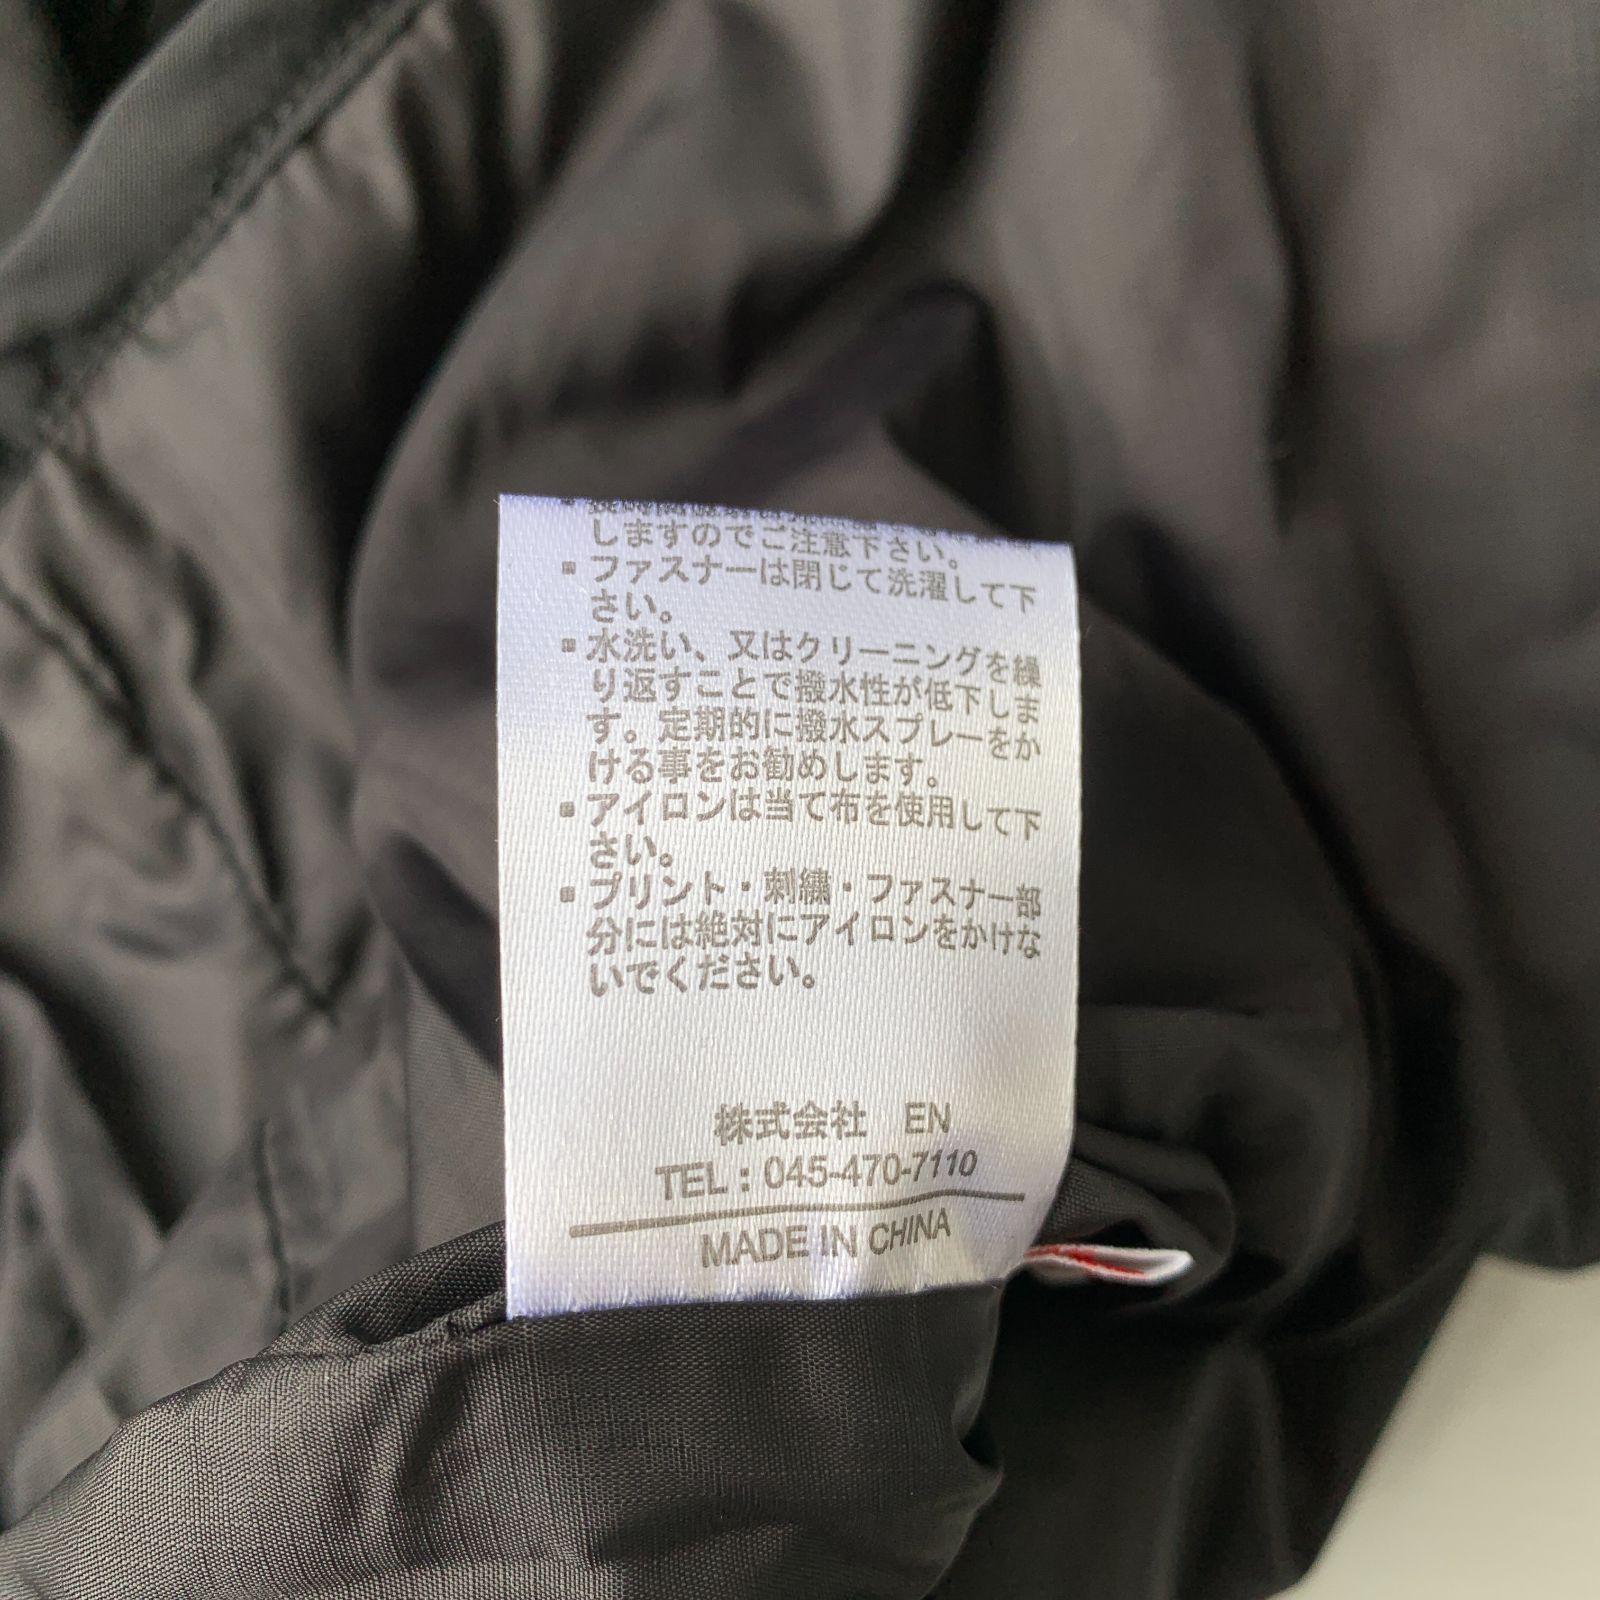 しますのでご注意下さい。
▪ファスナーは閉じて洗濯して下
さい。
▪水洗い、又はクリーニングを繰
り返すことで撥水性が低下しま
す。定期的に撥水スプレーをか
ける事をお勧めします。
▪アイロンは当て布を使用して下
さい。
▪プリント・刺繍・ファスナー部
分には絶対にアイロンをかけな
いでください。
株式会社 EN
TEL：045-470-7110
MADE IN CHINA